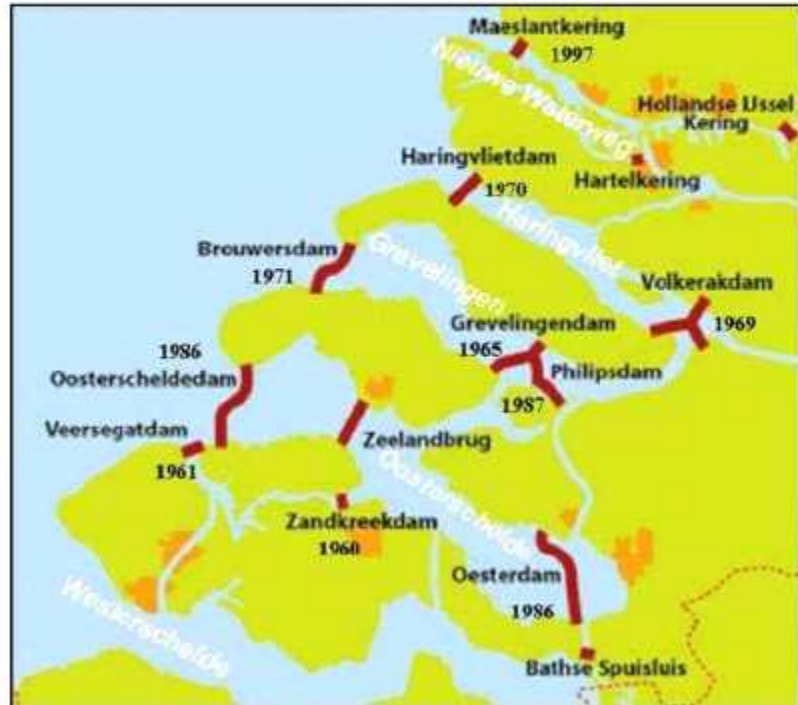 Maeslantkering
1997
Nieuwe Waterweg
Hollandse IJssel
Kering
Haringvlietdam
1970
Hartelkering
Haringvliet
Brouwersdam
1971
Grevelingen
Volkerakdam
1969
Grevelingendam
1965
1986
Oosterscheldedam
Philipsdam
1987
Veersegatdam
1961
Zeelandbrug
Oosterschelde
Zandkreekdam
1960
Oesterdam
1986
Westerschelde
Bathse Spuisluis